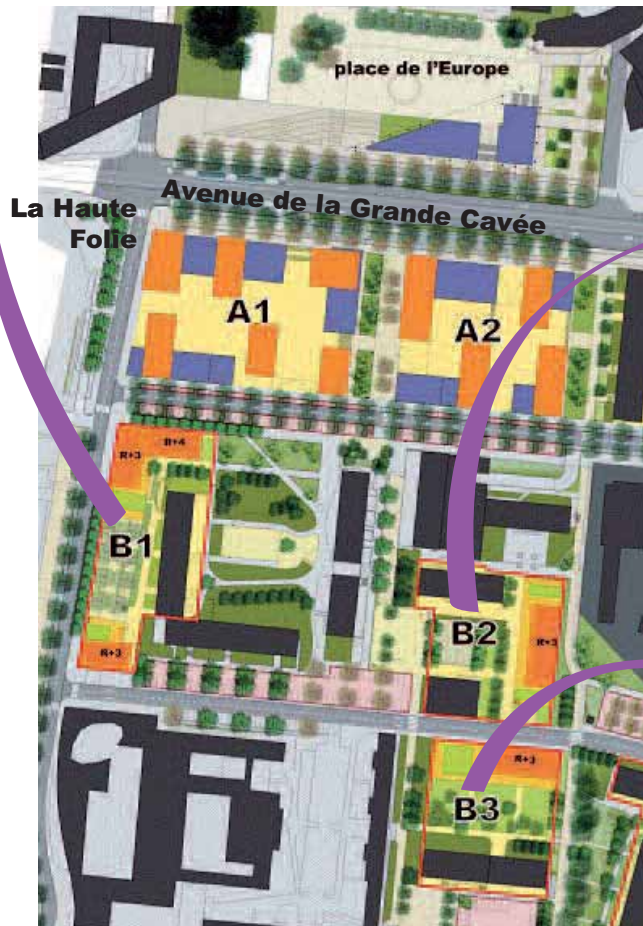 place de l'Europe
Avenue de la Grande Cavée
La Haute
Folie
A1
A2
R+4
R+3
B1
B2
R+3
R+3
R+3
B3